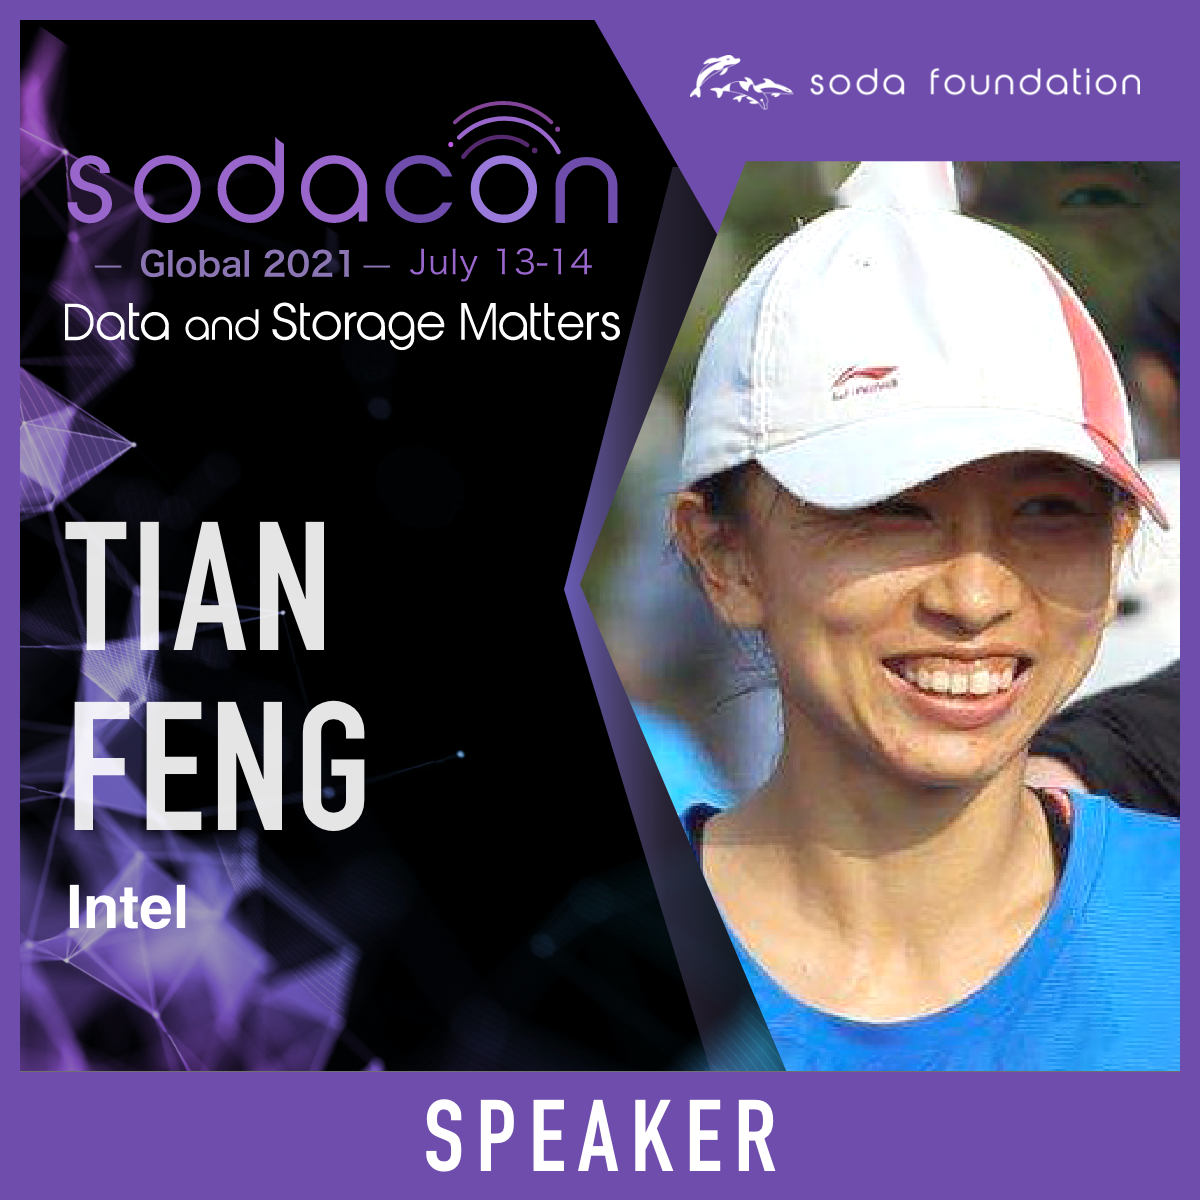 soda foundation
sodacon
— Global 2021 — July 13-14
Data and Storage Matters
TIAN
FENG
Intel
SPEAKER